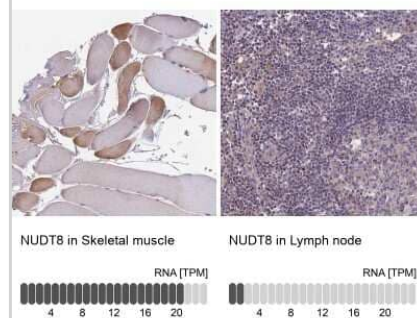 NUDT8 in Skeletal muscle
RNA [TPM]
4 8 12 16 20
NUDT8 in Lymph node
RNA [TPM]
4 8 12 16 20